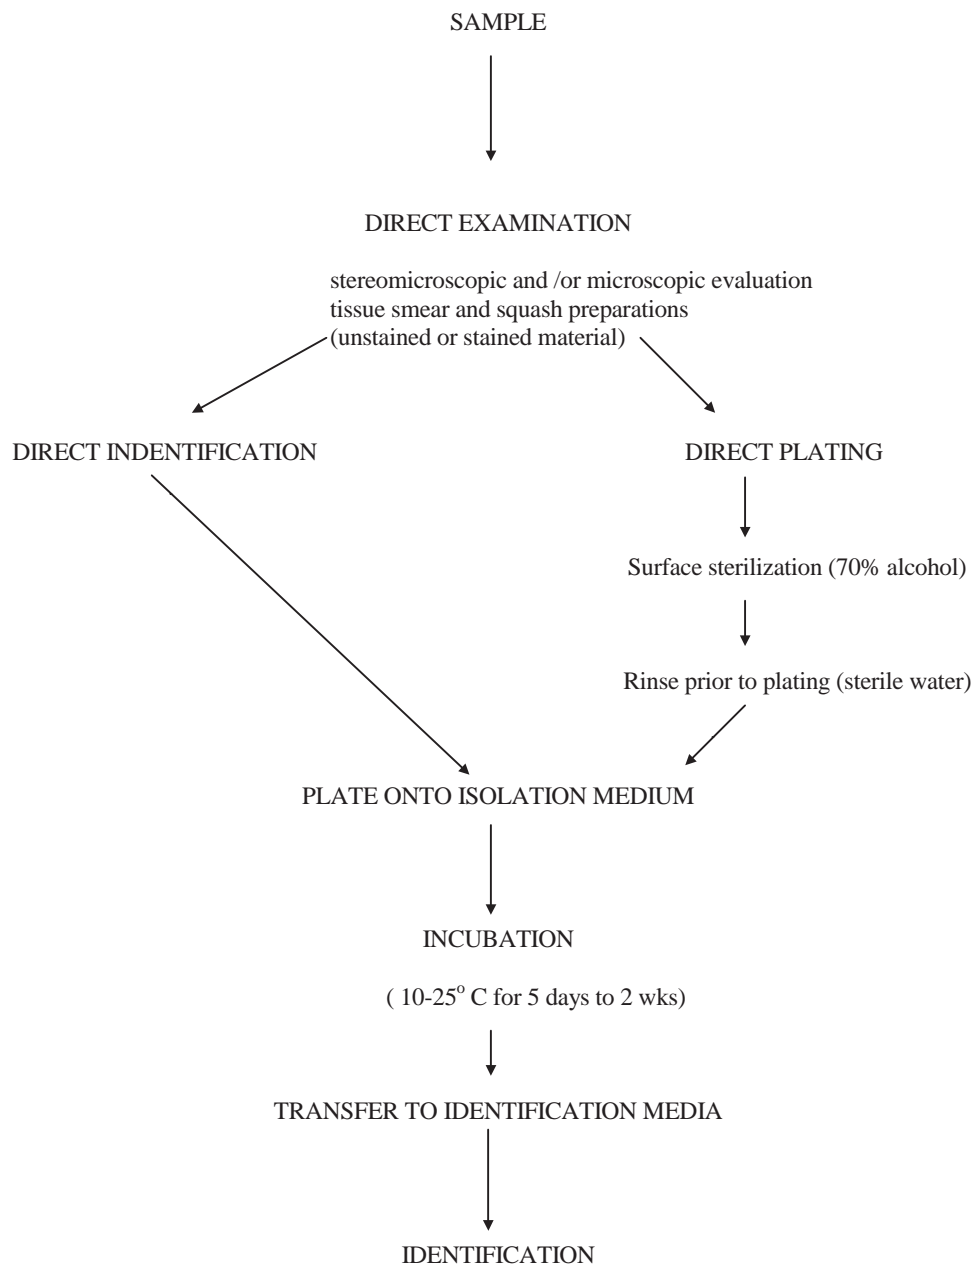 SAMPLE
DIRECT EXAMINATION
stereomicroscopic and /or microscopic evaluation
tissue smear and squash preparations
(unstained or stained material)
DIRECT INDENTIFICATION
DIRECT PLATING
Surface sterilization (70% alcohol)
Rinse prior to plating (sterile water)
PLATE ONTO ISOLATION MEDIUM
INCUBATION
( 10-25° C for 5 days to 2 wks)
TRANSFER TO IDENTIFICATION MEDIA
IDENTIFICATION